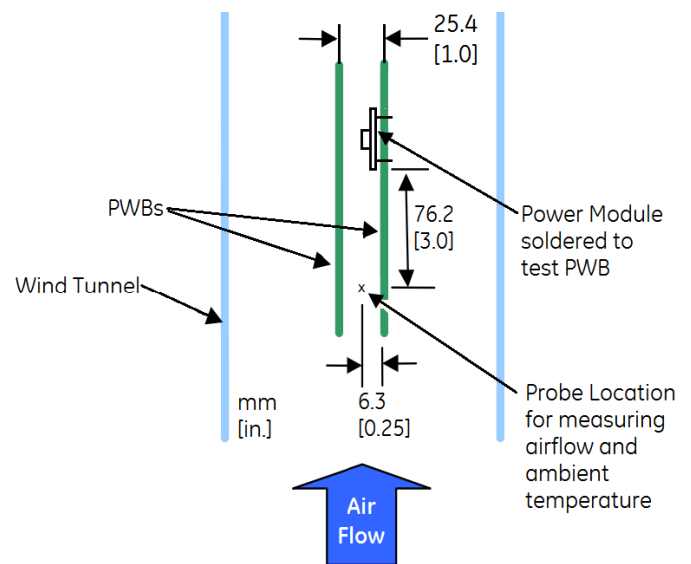 25.4
[1.0]
PWBs
76.2
[3.0]
Power Module
soldered to
test PWB
Wind Tunnel
x
mm
[in.]
6.3
[0.25]
Probe Location
for measuring
airflow and
ambient
temperature
Air
Flow